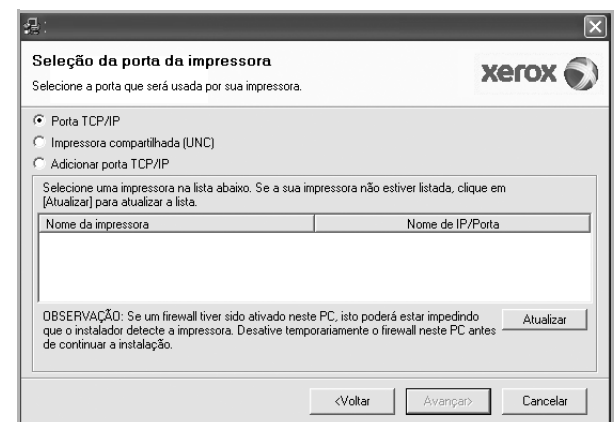 Seleção da porta da impressora
Selecione a porta que será usada por sua impressora.
xerox
Porta TCP/IP
Impressora compartilhada (UNC)
Adicionar porta TCP/IP
Selecione uma impressora na lista abaixo. Se a sua impressora não estiver listada, clique em
[Atualizar] para atualizar a lista.
Nome da impressora Nome de IP/Porta
OBSERVAÇÃO: Se um firewall tiver sido ativado neste PC, isto poderá estar impedindo
que o instalador detecte a impressora. Desative temporariamente o firewall neste PC antes
de continuar a instalação.
Atualizar
<Voltar Avançar> Cancelar